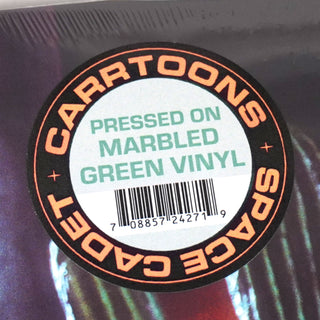 CARRTOONS
SPACE CADET
PRESSED ON
MARBLED
GREEN VINYL
7 08857 24271 9